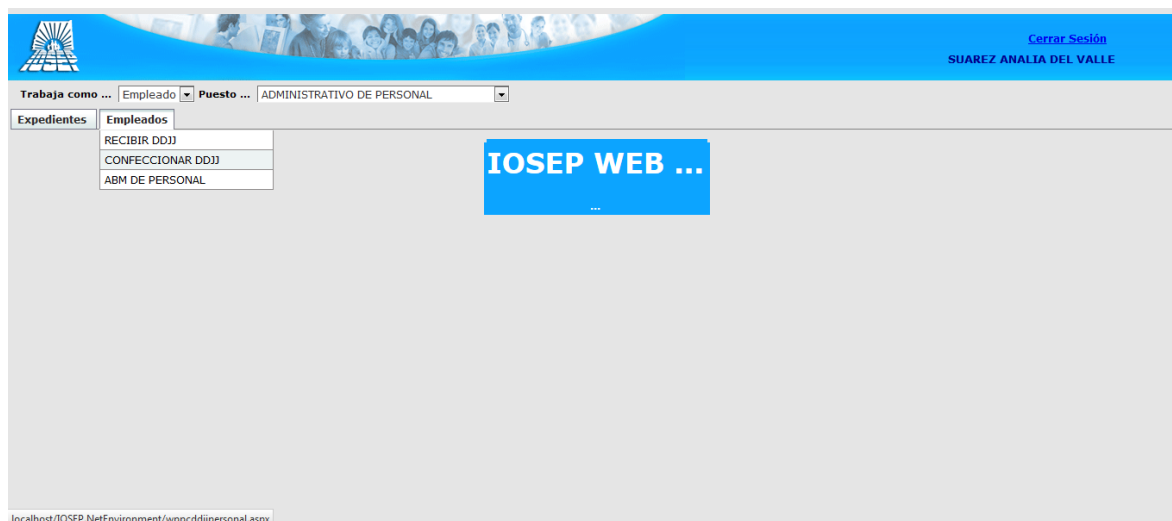 Cerrar Sesión
SUAREZ ANALIA DEL VALLE
Trabaja como ... Empleado Puesto ... ADMINISTRATIVO DE PERSONAL
Expedientes Empleados
RECIBIR DDJJ
CONFECCIONAR DDJJ
ABM DE PERSONAL
IOSEP WEB ...
...
localhost/IOSEP.NetEnvironment/wppcddjjpersonal.aspx